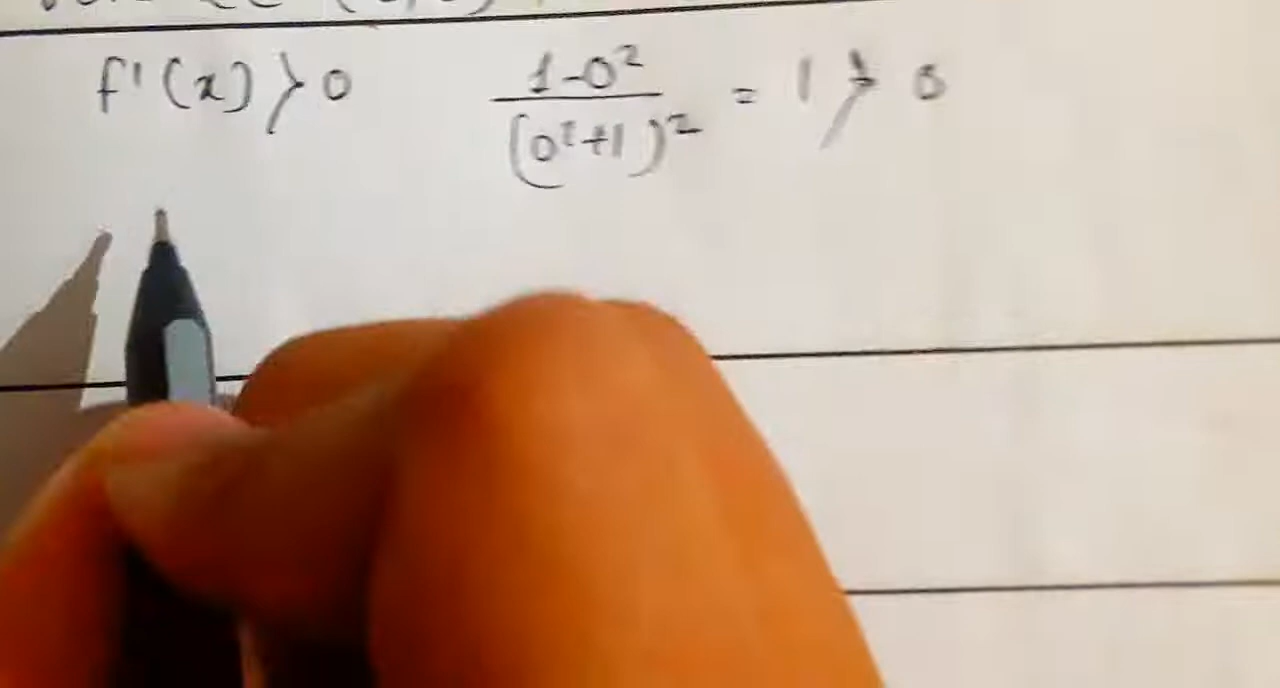 f'(x) > 0    (1-0²)/(0²+1)² = 1 > 0